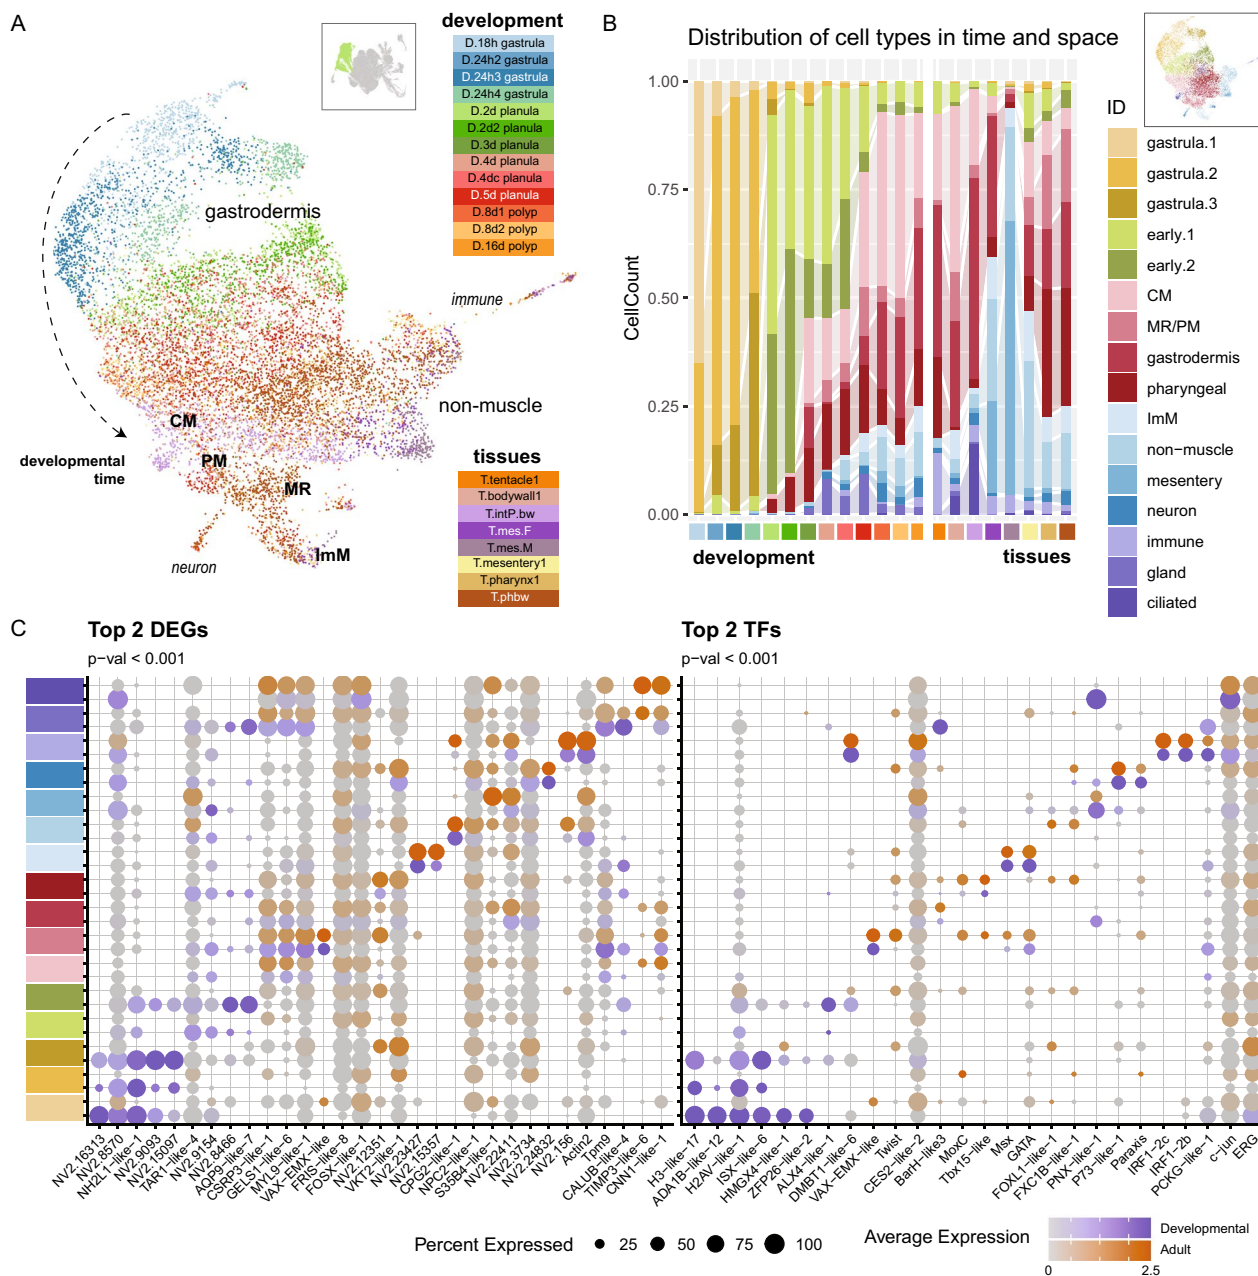 A
development
D.18h gastrula
D.24h2 gastrula
D.24h3 gastrula
D.24h4 gastrula
D.2d planula
D.2d2 planula
D.3d planula
D.4d planula
D.4dc planula
D.5d planula
D.8d1 polyp
D.8d2 polyp
D.16d polyp
gastrodermis
immune
non-muscle
CM
PM
MR
ImM
neuron
developmental
time
tissues
T.tentacle1
T.bodywall1
T.intP.bw
T.mes.F
T.mes.M
T.mesentery1
T.pharynx1
T.phbw
B
Distribution of cell types in time and space
CellCount
1.00
0.75
0.50
0.25
0.00
development
tissues
ID
gastrula.1
gastrula.2
gastrula.3
early.1
early.2
CM
MR/PM
gastrodermis
pharyngeal
ImM
non−muscle
mesentery
neuron
immune
gland
ciliated
C
Top 2 DEGs
p−val < 0.001
NV2.16313
NV2.8570
NH2L1−like−1
NV2.9093
NV2.15097
TAR1−like−4
NV2.9154
NV2.8466
AQP9−like−7
CSRP3−like−1
GELS1−like−6
MYL9−like−1
VAX−EMX−like
FRIS−like−8
FOSX−like−1
NV2.12351
VKT2−like−1
NV2.23427
NV2.15357
CPG2−like−1
NPC2−like−1
S35B4−like−1
NV2.22411
NV2.3734
NV2.24832
NV2.156
Actin2
Tpm9
CALUB−like−4
TIMP3−like−6
CNN1−like−1
Top 2 TFs
p−val < 0.001
H3−like−17
ADA1B−like−12
H2AV−like−1
ISX−like−6
HMGX4−like−1
ZFP26−like−2
ALX4−like−1
DMBT1−like−6
VAX−EMX−like
Twist
CES2−like−2
BarH−like3
MoxC
Tbx15−like
Msx
GATA
FOXL1−like−1
FXC1B−like−1
PNX−like−1
P73−like−1
Paraxis
IRF1−2c
IRF1−2b
PCKG−like−1
c−jun
ERG
Percent Expressed
25
50
75
100
Average Expression
Developmental
Adult
0
2.5